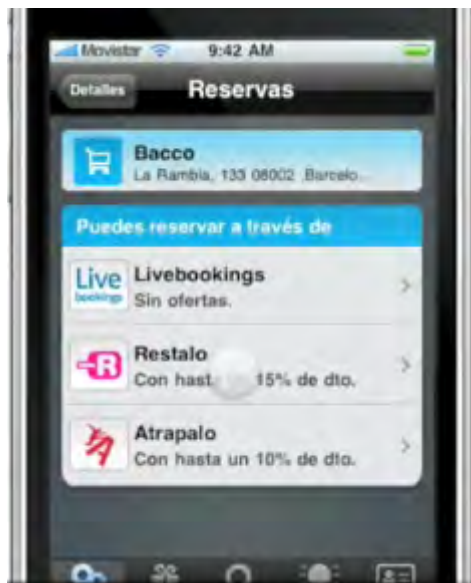 Movistar 9:42 AM
Detalles Reservas
Bacco
La Rambla, 133 08002 .Barcelo...
Puedes reservar a través de
Live
bookings
Livebookings
Sin ofertas.
R
Restalo
Con hast 15% de dto.
Atrapalo
Con hasta un 10% de dto.